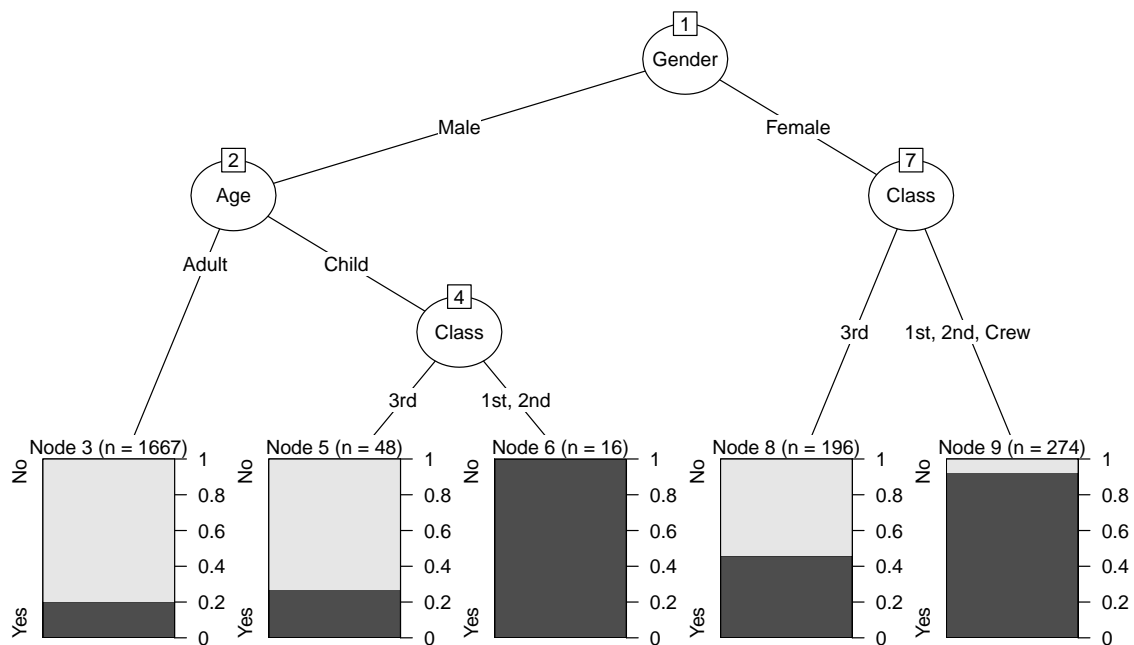 1
Gender
Male
Female
2
Age
7
Class
Adult
Child
4
Class
3rd
1st, 2nd
3rd
1st, 2nd, Crew
Node 3 (n = 1667)
No
Yes
1
0.8
0.6
0.4
0.2
0
Node 5 (n = 48)
No
Yes
1
0.8
0.6
0.4
0.2
0
Node 6 (n = 16)
No
Yes
1
0.8
0.6
0.4
0.2
0
Node 8 (n = 196)
No
Yes
1
0.8
0.6
0.4
0.2
0
Node 9 (n = 274)
No
Yes
1
0.8
0.6
0.4
0.2
0